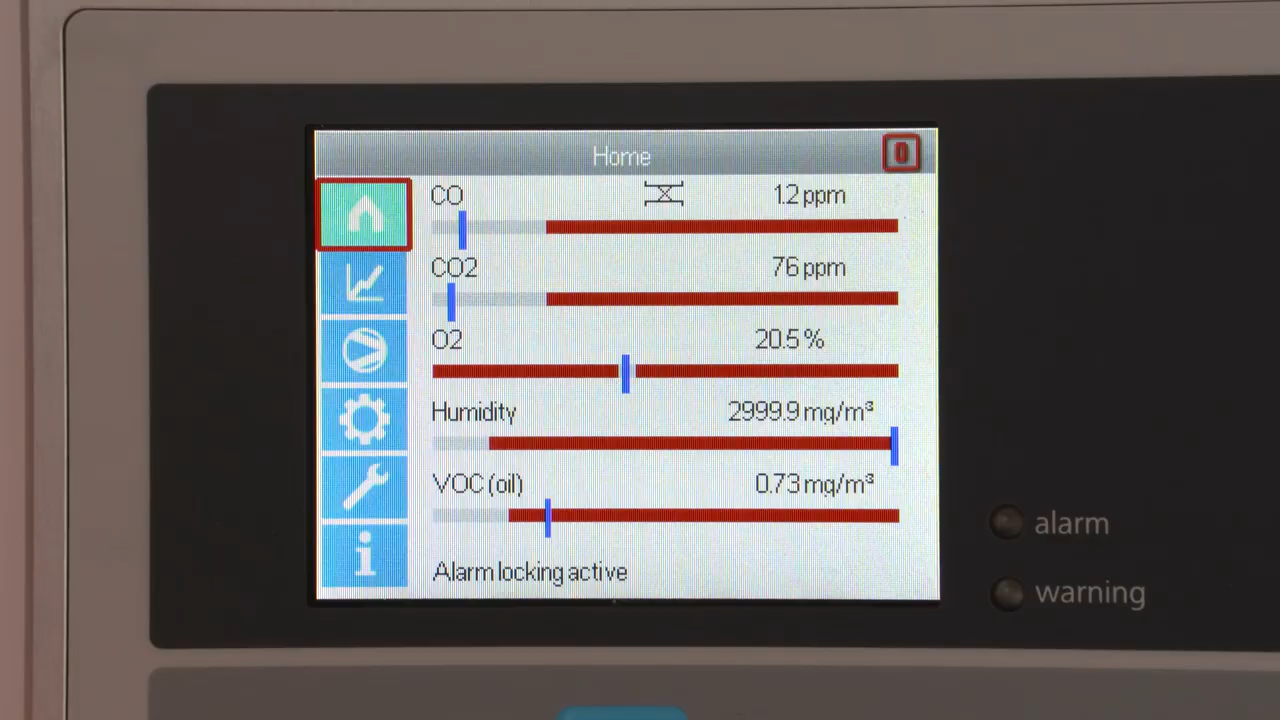 Home 0
CO 1.2 ppm
CO2 76 ppm
O2 20.5 %
Humidity 2999.9 mg/m³
VOC (oil) 0.73 mg/m³
Alarm locking active
alarm
warning